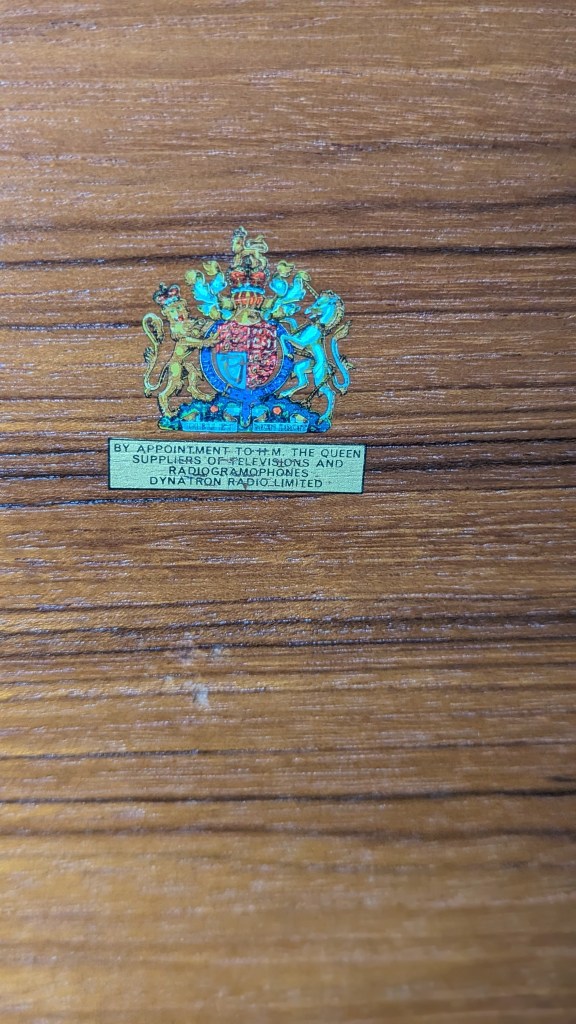 BY APPOINTMENT TO H.M. THE QUEEN
SUPPLIERS OF TELEVISIONS AND
RADIOGRAMOPHONES
DYNATRON RADIO LIMITED